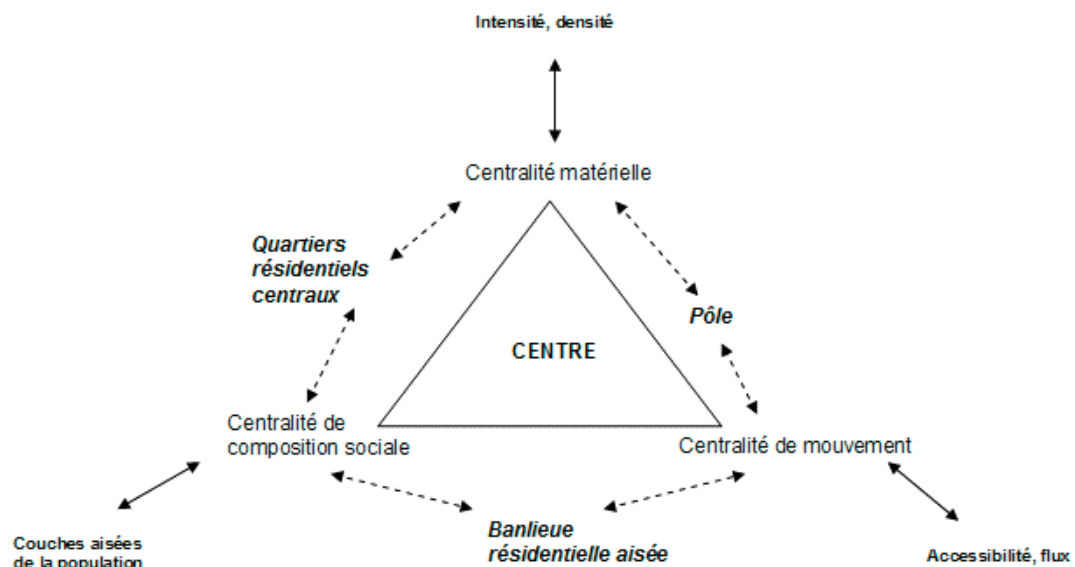 Intensité, densité
Centralité matérielle
Quartiers
résidentiels
centraux
Pôle
CENTRE
Centralité de
composition sociale
Centralité de mouvement
Banlieue
résidentielle aisée
Couches aisées
de la population
Accessibilité, flux